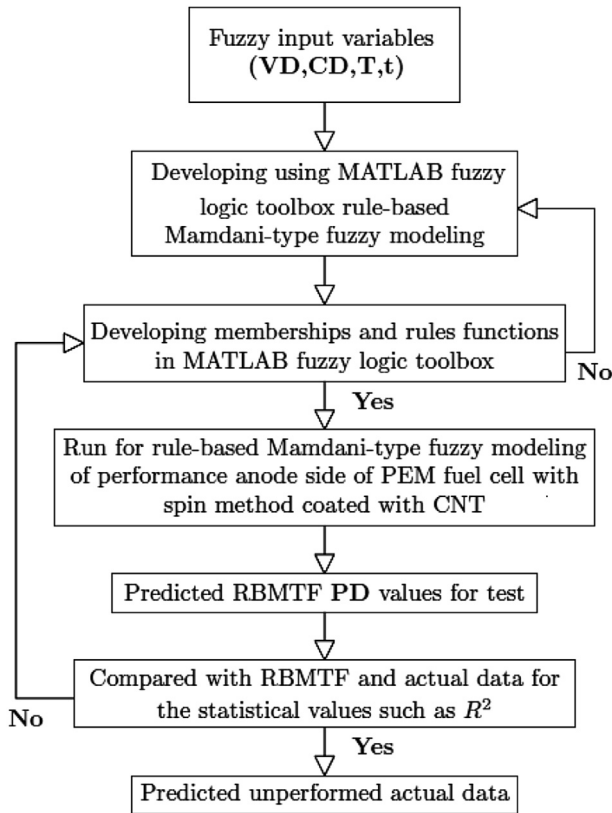 Fuzzy input variables
(VD,CD,T,t)
Developing using MATLAB fuzzy
logic toolbox rule-based
Mamdani-type fuzzy modeling
Developing memberships and rules functions
in MATLAB fuzzy logic toolbox
No
Yes
Run for rule-based Mamdani-type fuzzy modeling
of performance anode side of PEM fuel cell with
spin method coated with CNT
Predicted RBMTF PD values for test
Compared with RBMTF and actual data for
the statistical values such as R²
No
Yes
Predicted unperformed actual data